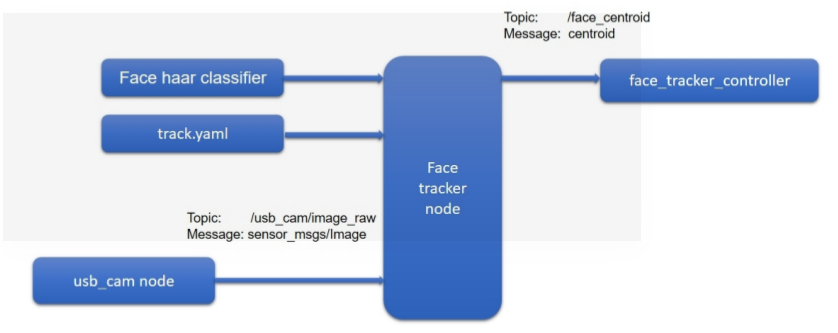 Topic: /face_centroid
Message: centroid
Face haar classifier
face_tracker_controller
track.yaml
Face
tracker
node
Topic: /usb_cam/image_raw
Message: sensor_msgs/Image
usb_cam node